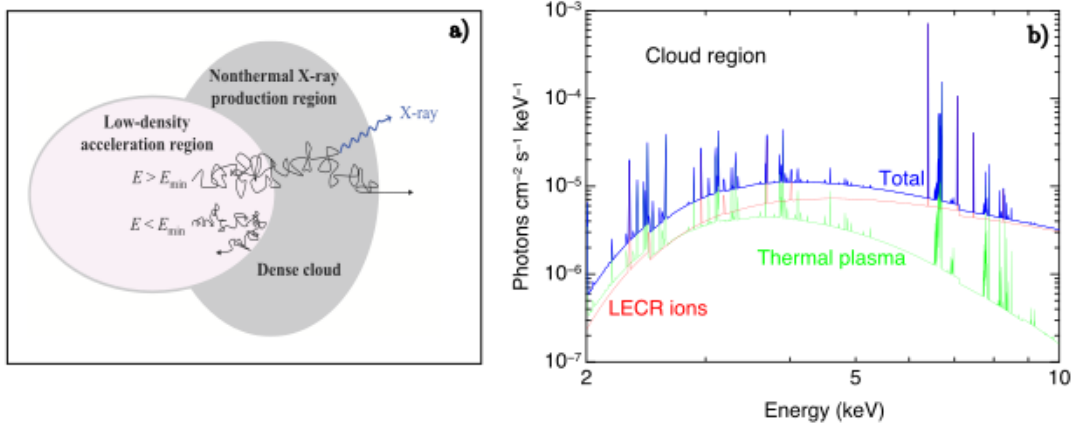 a)
Nonthermal X-ray
production region
X-ray
Low-density
acceleration region
E > E_min
E < E_min
Dense cloud
b)
Cloud region
Total
Thermal plasma
LECR ions
Photons cm⁻² s⁻¹ keV⁻¹
10⁻³
10⁻⁴
10⁻⁵
10⁻⁶
10⁻⁷
2
5
10
Energy (keV)